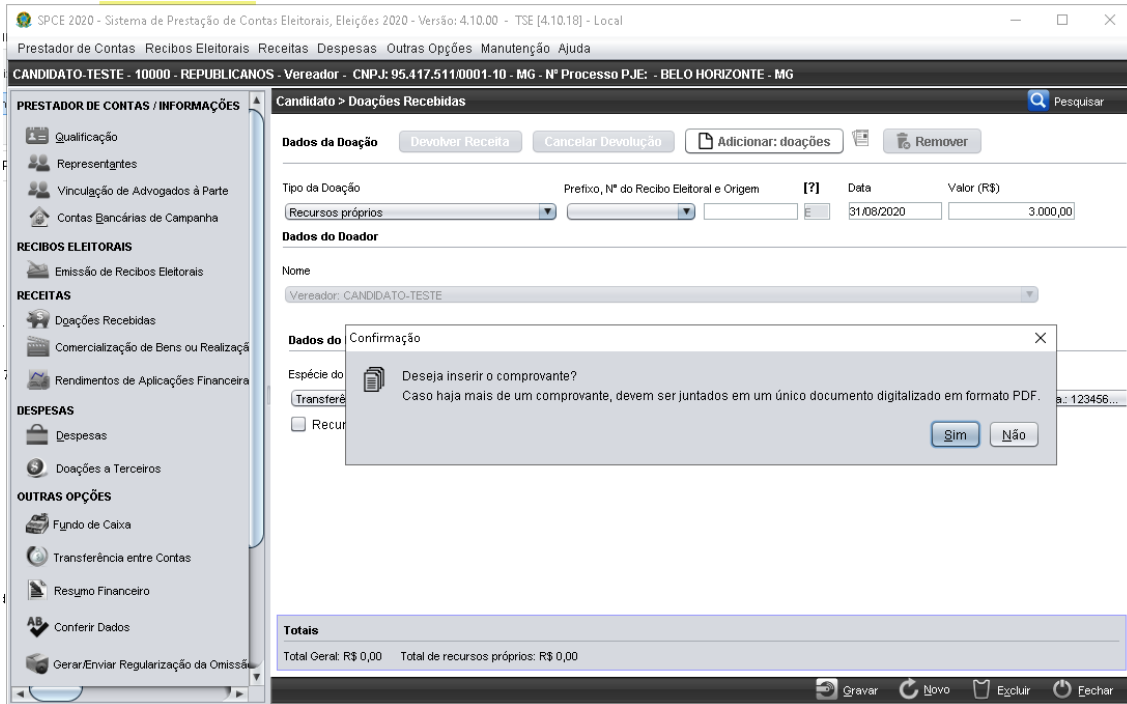 SPCE 2020 - Sistema de Prestação de Contas Eleitorais, Eleições 2020 - Versão: 4.10.00 - TSE [4.10.18] - Local
Prestador de Contas Recibos Eleitorais Receitas Despesas Outras Opções Manutenção Ajuda
CANDIDATO-TESTE - 10000 - REPUBLICANOS - Vereador - CNPJ: 95.417.511/0001-10 - MG - Nº Processo PJE: - BELO HORIZONTE - MG
PRESTADOR DE CONTAS / INFORMAÇÕES
Qualificação
Representantes
Vinculação de Advogados à Parte
Contas Bancárias de Campanha
RECIBOS ELEITORAIS
Emissão de Recibos Eleitorais
RECEITAS
Doações Recebidas
Comercialização de Bens ou Realizaçã
Rendimentos de Aplicações Financeira
DESPESAS
Despesas
Doações a Terceiros
OUTRAS OPÇÕES
Fundo de Caixa
Transferência entre Contas
Resumo Financeiro
Conferir Dados
Gerar/Enviar Regularização da Omissã
Candidato > Doações Recebidas
Pesquisar
Dados da Doação Devolver Receita Cancelar Devolução Adicionar: doações Remover
Tipo da Doação Prefixo, Nº do Recibo Eleitoral e Origem [?] Data Valor (R$)
Recursos próprios E 31/08/2020 3.000,00
Dados do Doador
Nome
Vereador: CANDIDATO-TESTE
Dados do
Espécie do
Transferê a.: 123456...
Recur
Confirmação
Deseja inserir o comprovante?
Caso haja mais de um comprovante, devem ser juntados em um único documento digitalizado em formato PDF.
Sim Não
Totais
Total Geral: R$ 0,00 Total de recursos próprios: R$ 0,00
Gravar Novo Excluir Fechar